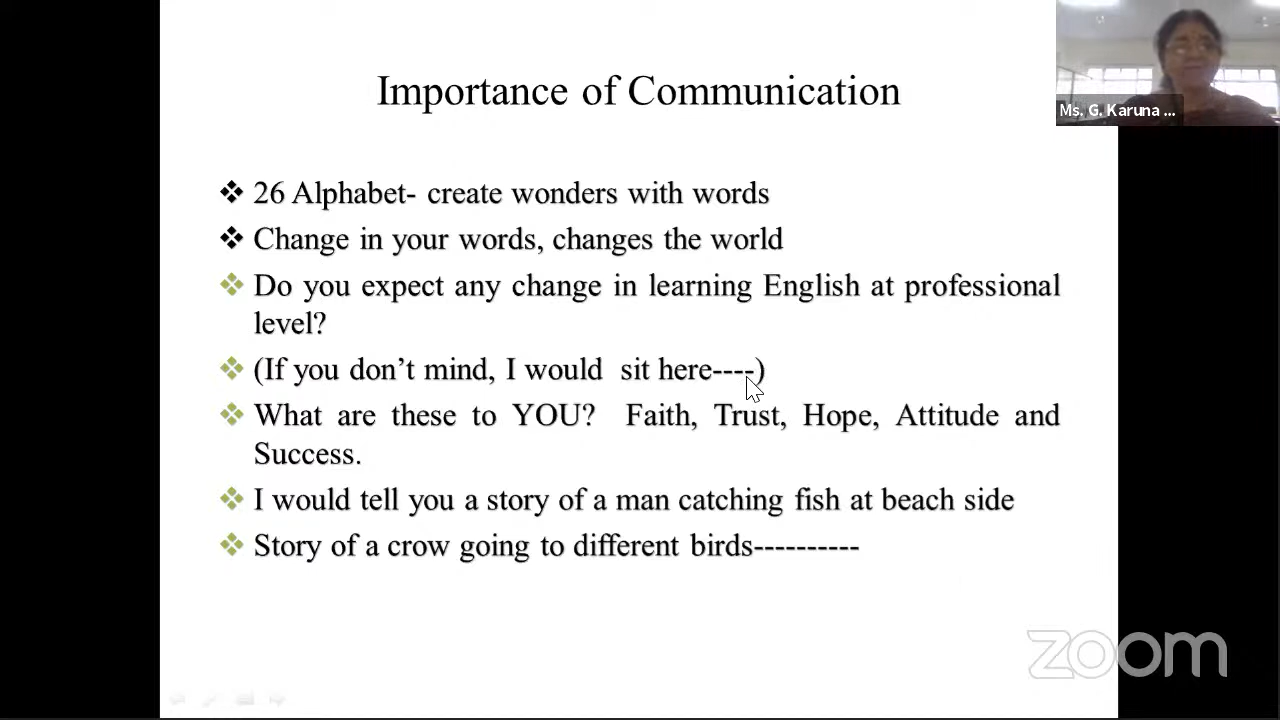 Importance of Communication
Ms. G. Karuna ...
26 Alphabet- create wonders with words
Change in your words, changes the world
Do you expect any change in learning English at professional
level?
(If you don’t mind, I would  sit here----)
What are these to YOU?  Faith, Trust, Hope, Attitude and
Success.
I would tell you a story of a man catching fish at beach side
Story of a crow going to different birds----------
zoom